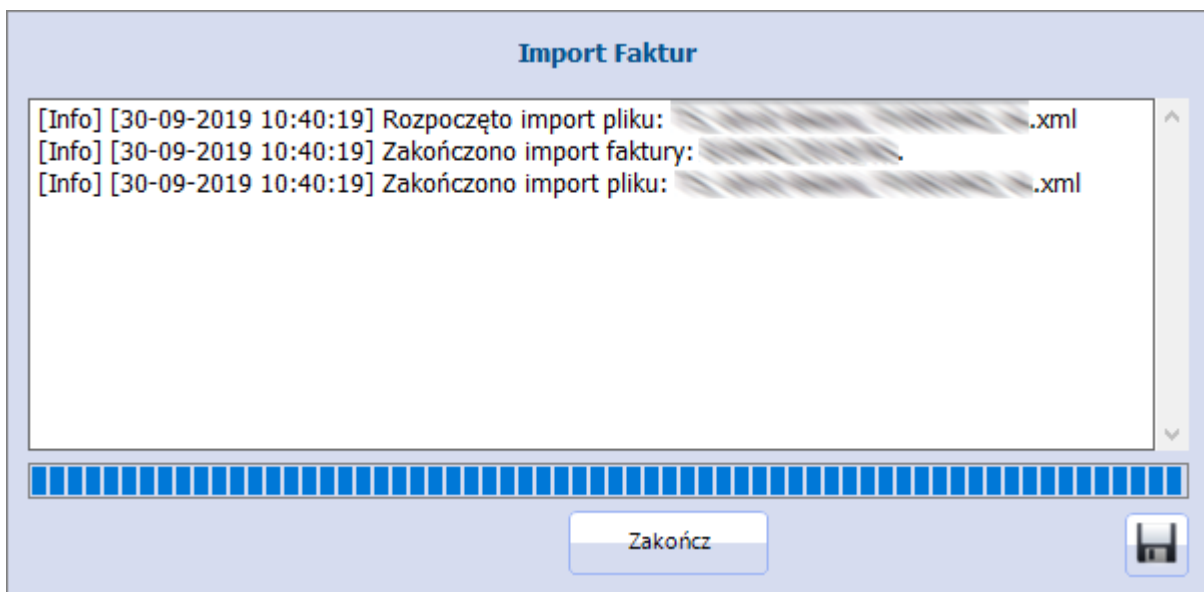 Import Faktur
[Info] [30-09-2019 10:40:19] Rozpoczęto import pliku: .xml
[Info] [30-09-2019 10:40:19] Zakończono import faktury: .
[Info] [30-09-2019 10:40:19] Zakończono import pliku: .xml
Zakończ